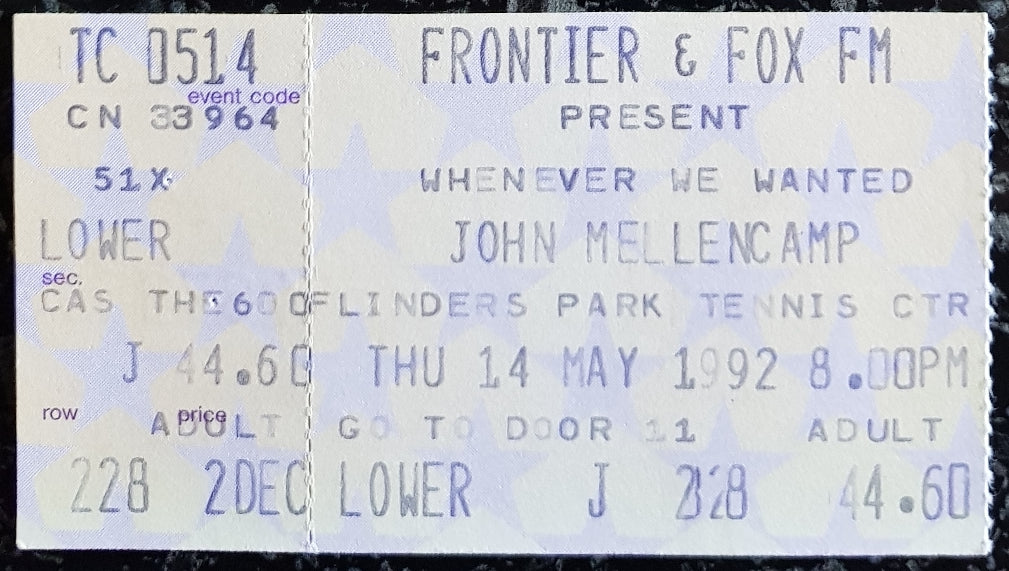 TC 0514
event code
CN 33964
51X
LOWER
sec.
CAS THE600
J 44.60
row price
ADULT
228 2DEC
FRONTIER & FOX FM
PRESENT
WHENEVER WE WANTED
JOHN MELLENCAMP
FLINDERS PARK TENNIS CTR
THU 14 MAY 1992 8.00PM
GO TO DOOR 11 ADULT
LOWER J 228 44.60